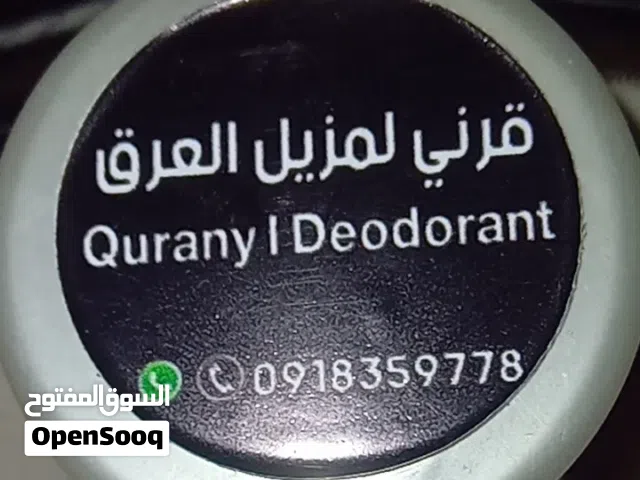 قرني لمزيل العرق
Qurany | Deodorant
0918359778
السوق المفتوح
OpenSooq